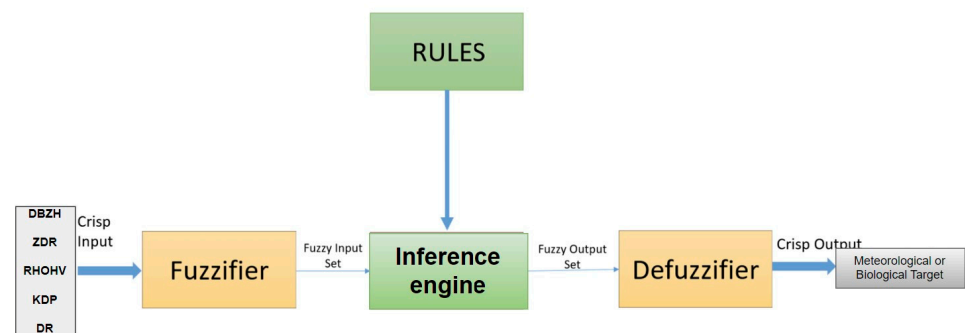 RULES
DBZH
ZDR
RHOHV
KDP
DR
Crisp
Input
Fuzzifier
Fuzzy Input
Set
Inference
engine
Fuzzy Output
Set
Defuzzifier
Crisp Output
Meteorological or
Biological Target